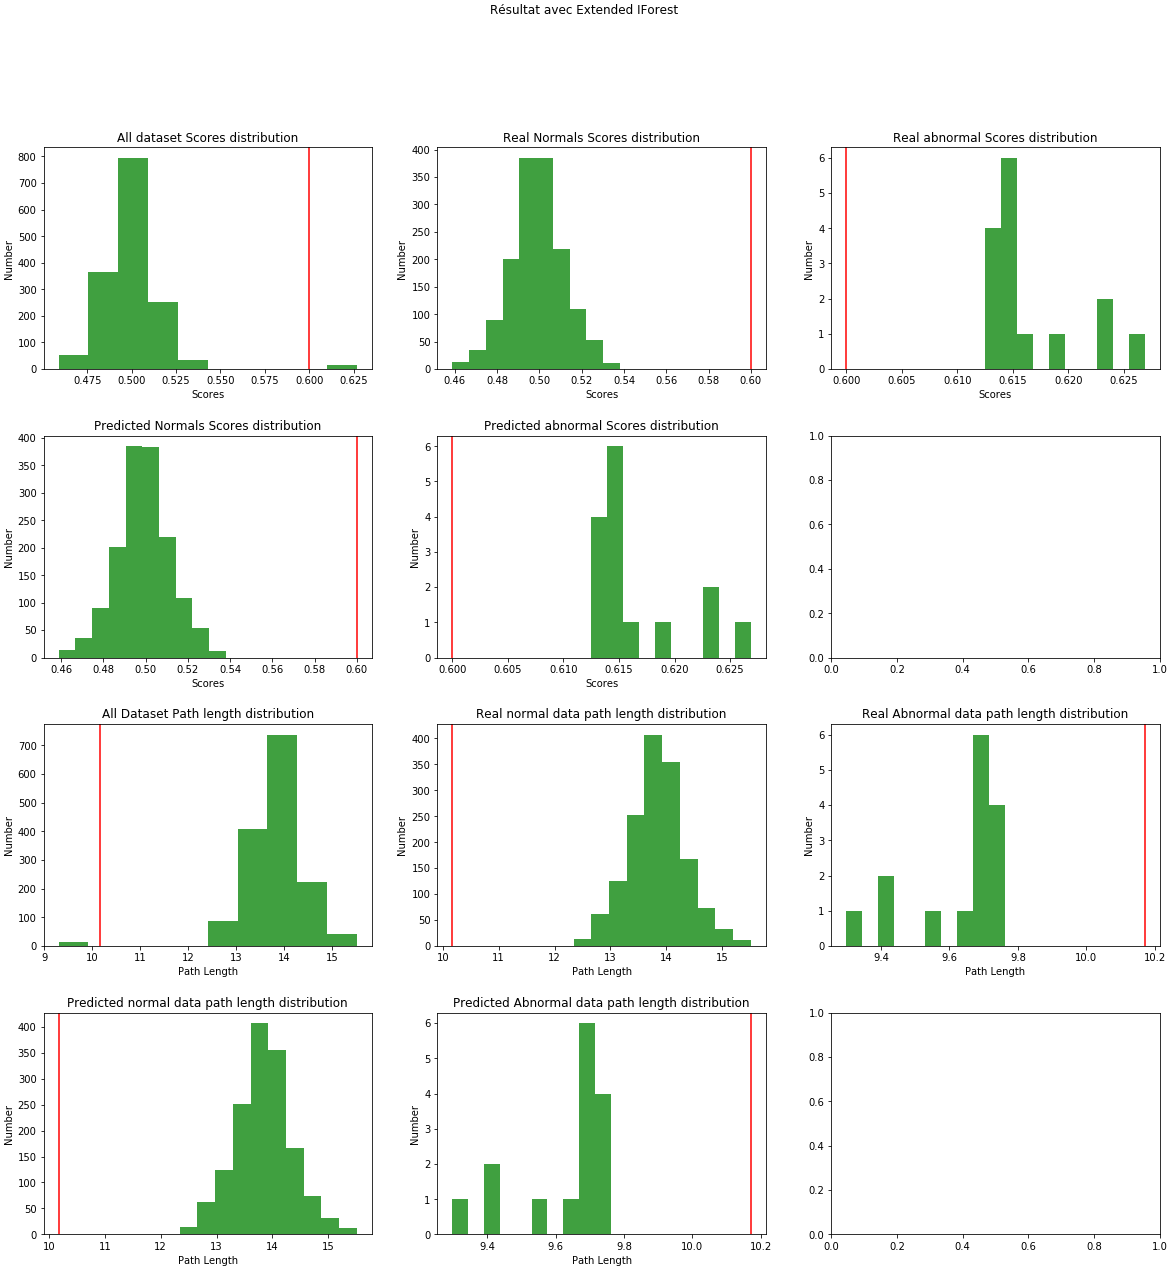 Résultat avec Extended IForest
All dataset Scores distribution
Number
0 100 200 300 400 500 600 700 800
0.475 0.500 0.525 0.550 0.575 0.600 0.625
Scores
Real Normals Scores distribution
Number
0 50 100 150 200 250 300 350 400
0.46 0.48 0.50 0.52 0.54 0.56 0.58 0.60
Scores
Real abnormal Scores distribution
Number
0 1 2 3 4 5 6
0.600 0.605 0.610 0.615 0.620 0.625
Scores
Predicted Normals Scores distribution
Number
0 50 100 150 200 250 300 350 400
0.46 0.48 0.50 0.52 0.54 0.56 0.58 0.60
Scores
Predicted abnormal Scores distribution
Number
0 1 2 3 4 5 6
0.600 0.605 0.610 0.615 0.620 0.625
Scores
0.0 0.2 0.4 0.6 0.8 1.0
0.0 0.2 0.4 0.6 0.8 1.0
All Dataset Path length distribution
Number
0 100 200 300 400 500 600 700
9 10 11 12 13 14 15
Path Length
Real normal data path length distribution
Number
0 50 100 150 200 250 300 350 400
10 11 12 13 14 15
Path Length
Real Abnormal data path length distribution
Number
0 1 2 3 4 5 6
9.4 9.6 9.8 10.0 10.2
Path Length
Predicted normal data path length distribution
Number
0 50 100 150 200 250 300 350 400
10 11 12 13 14 15
Path Length
Predicted Abnormal data path length distribution
Number
0 1 2 3 4 5 6
9.4 9.6 9.8 10.0 10.2
Path Length
0.0 0.2 0.4 0.6 0.8 1.0
0.0 0.2 0.4 0.6 0.8 1.0